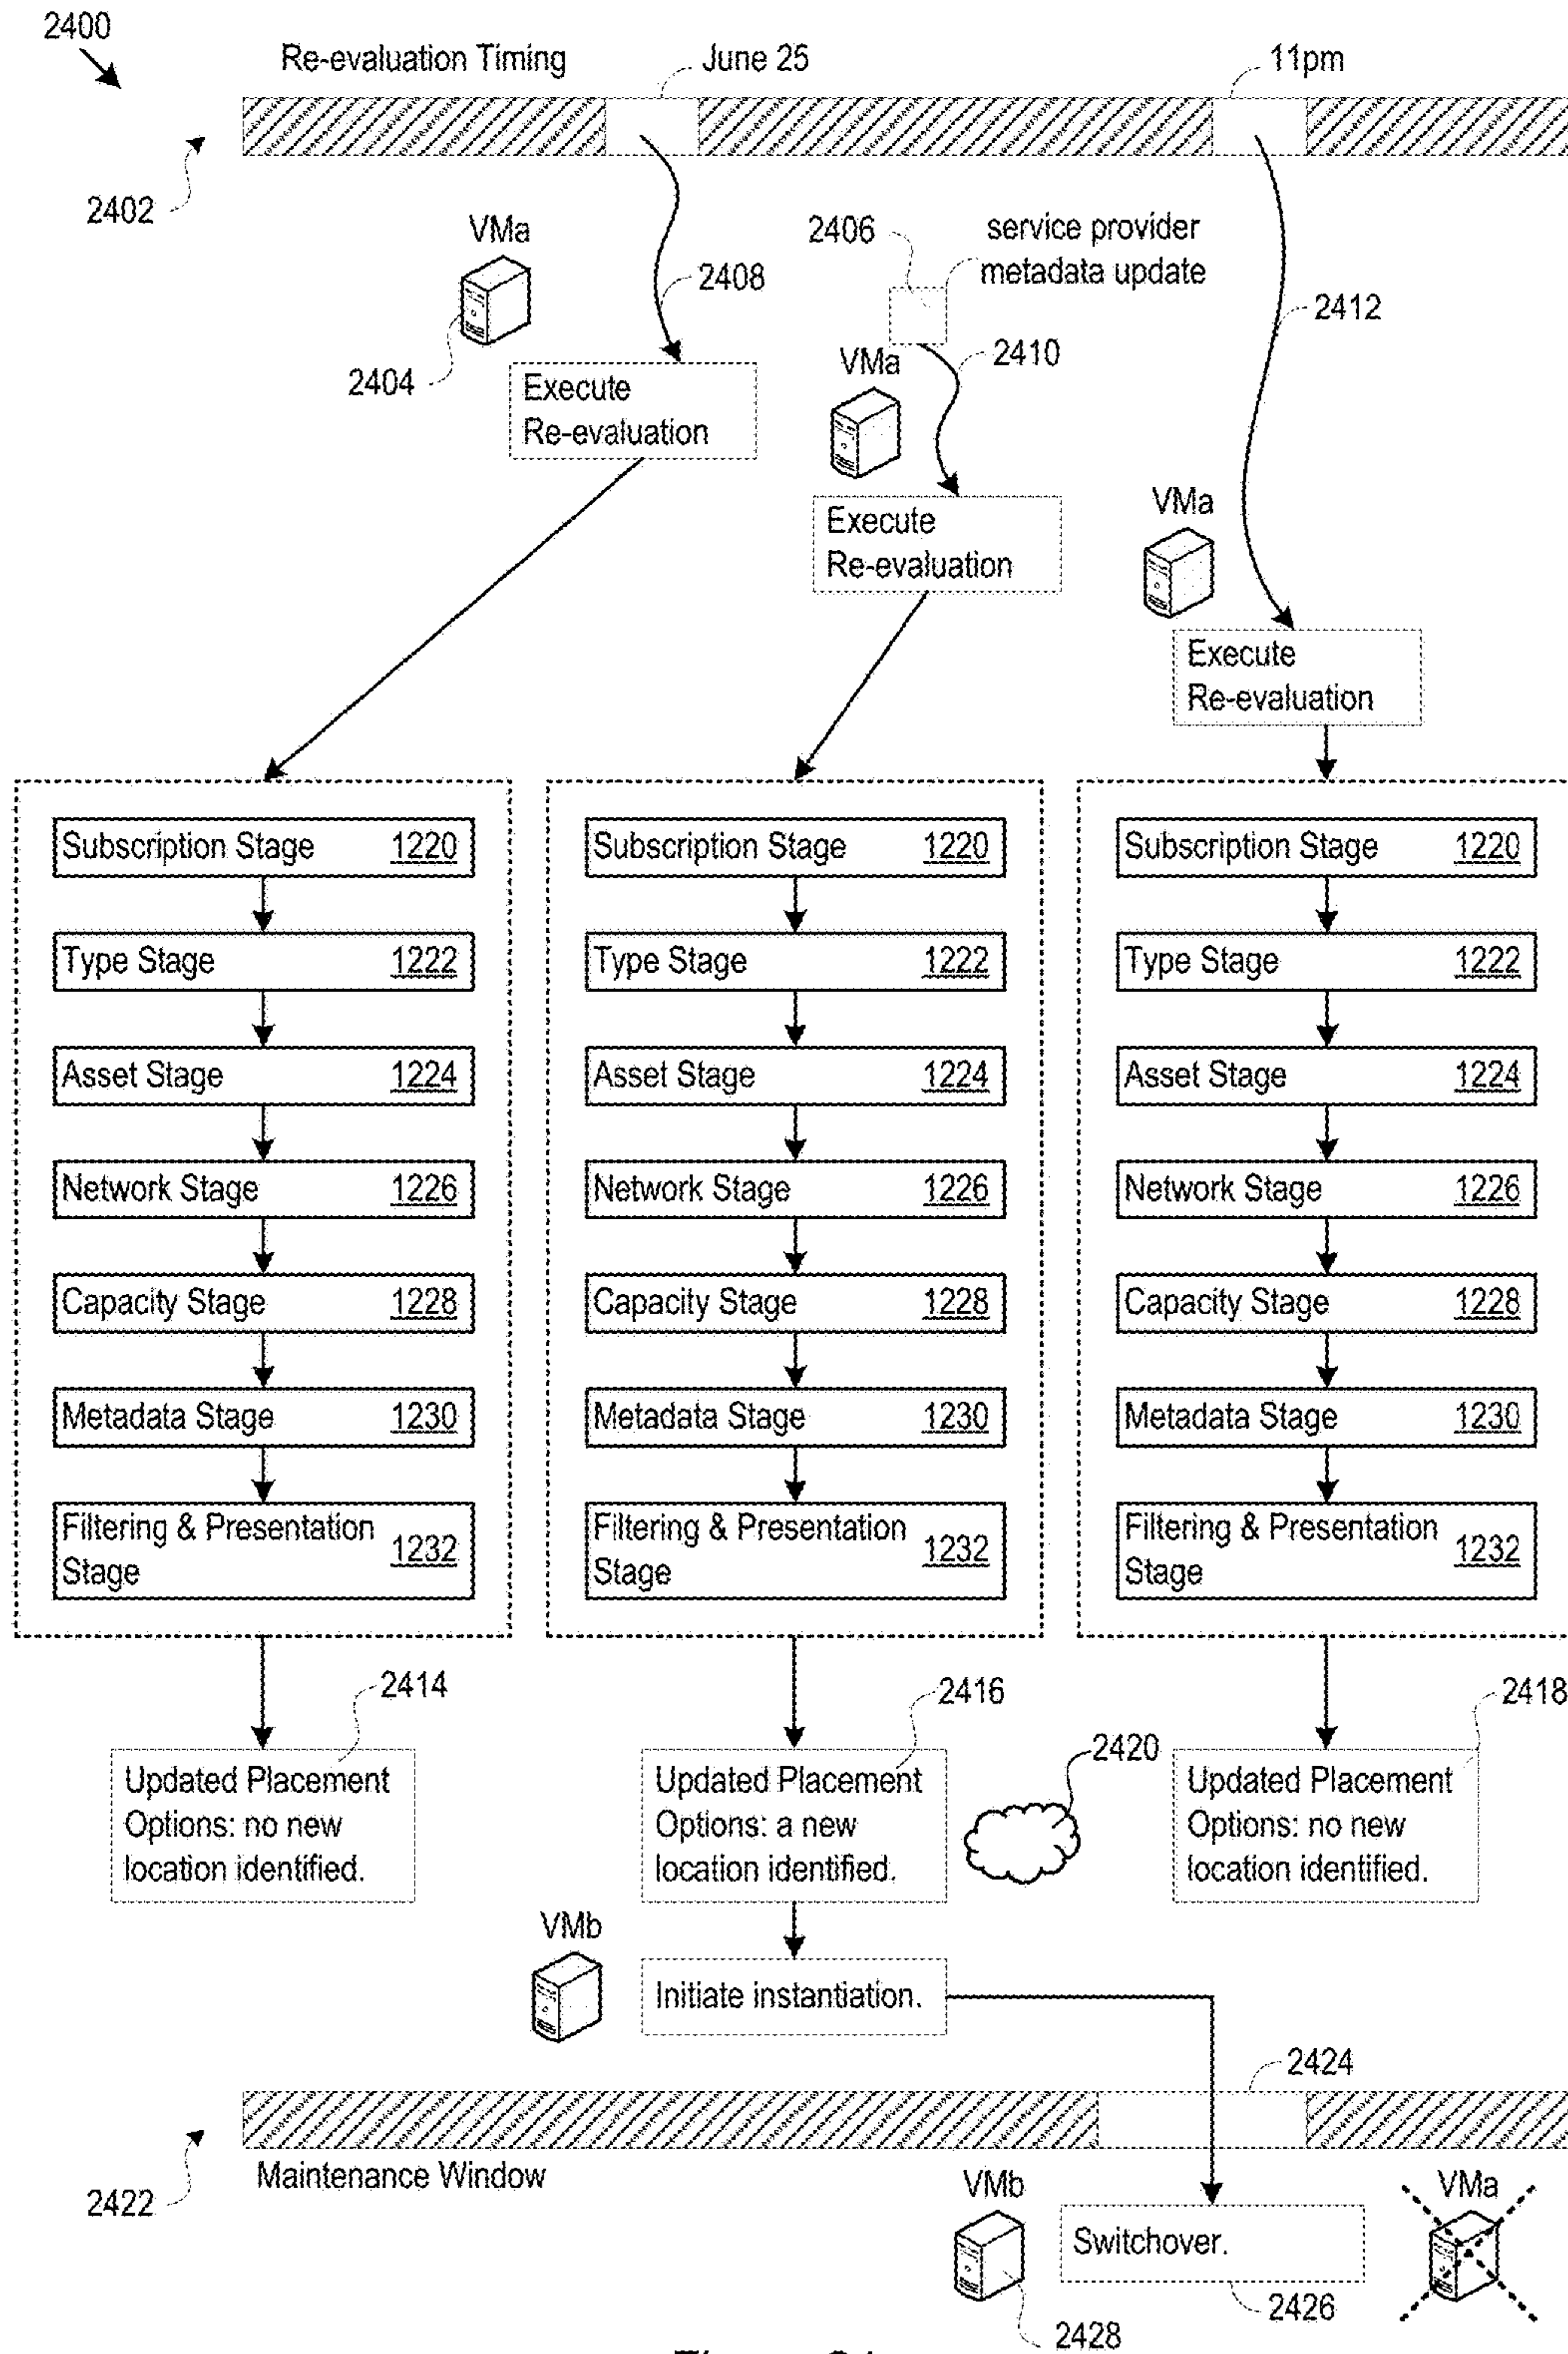 2400
Re-evaluation Timing
June 25
11pm
2402
VMa
2406
service provider
metadata update
2408
2412
2404
VMa
2410
Execute
Re-evaluation
Execute
Re-evaluation
VMa
Execute
Re-evaluation
Subscription Stage 1220
Type Stage 1222
Asset Stage 1224
Network Stage 1226
Capacity Stage 1228
Metadata Stage 1230
Filtering & Presentation
Stage 1232
Subscription Stage 1220
Type Stage 1222
Asset Stage 1224
Network Stage 1226
Capacity Stage 1228
Metadata Stage 1230
Filtering & Presentation
Stage 1232
Subscription Stage 1220
Type Stage 1222
Asset Stage 1224
Network Stage 1226
Capacity Stage 1228
Metadata Stage 1230
Filtering & Presentation
Stage 1232
2414
Updated Placement
Options: no new
location identified.
2416
Updated Placement
Options: a new
location identified.
2420
2418
Updated Placement
Options: no new
location identified.
VMb
Initiate instantiation.
2424
2422
Maintenance Window
VMb
Switchover.
VMa
2426
2428